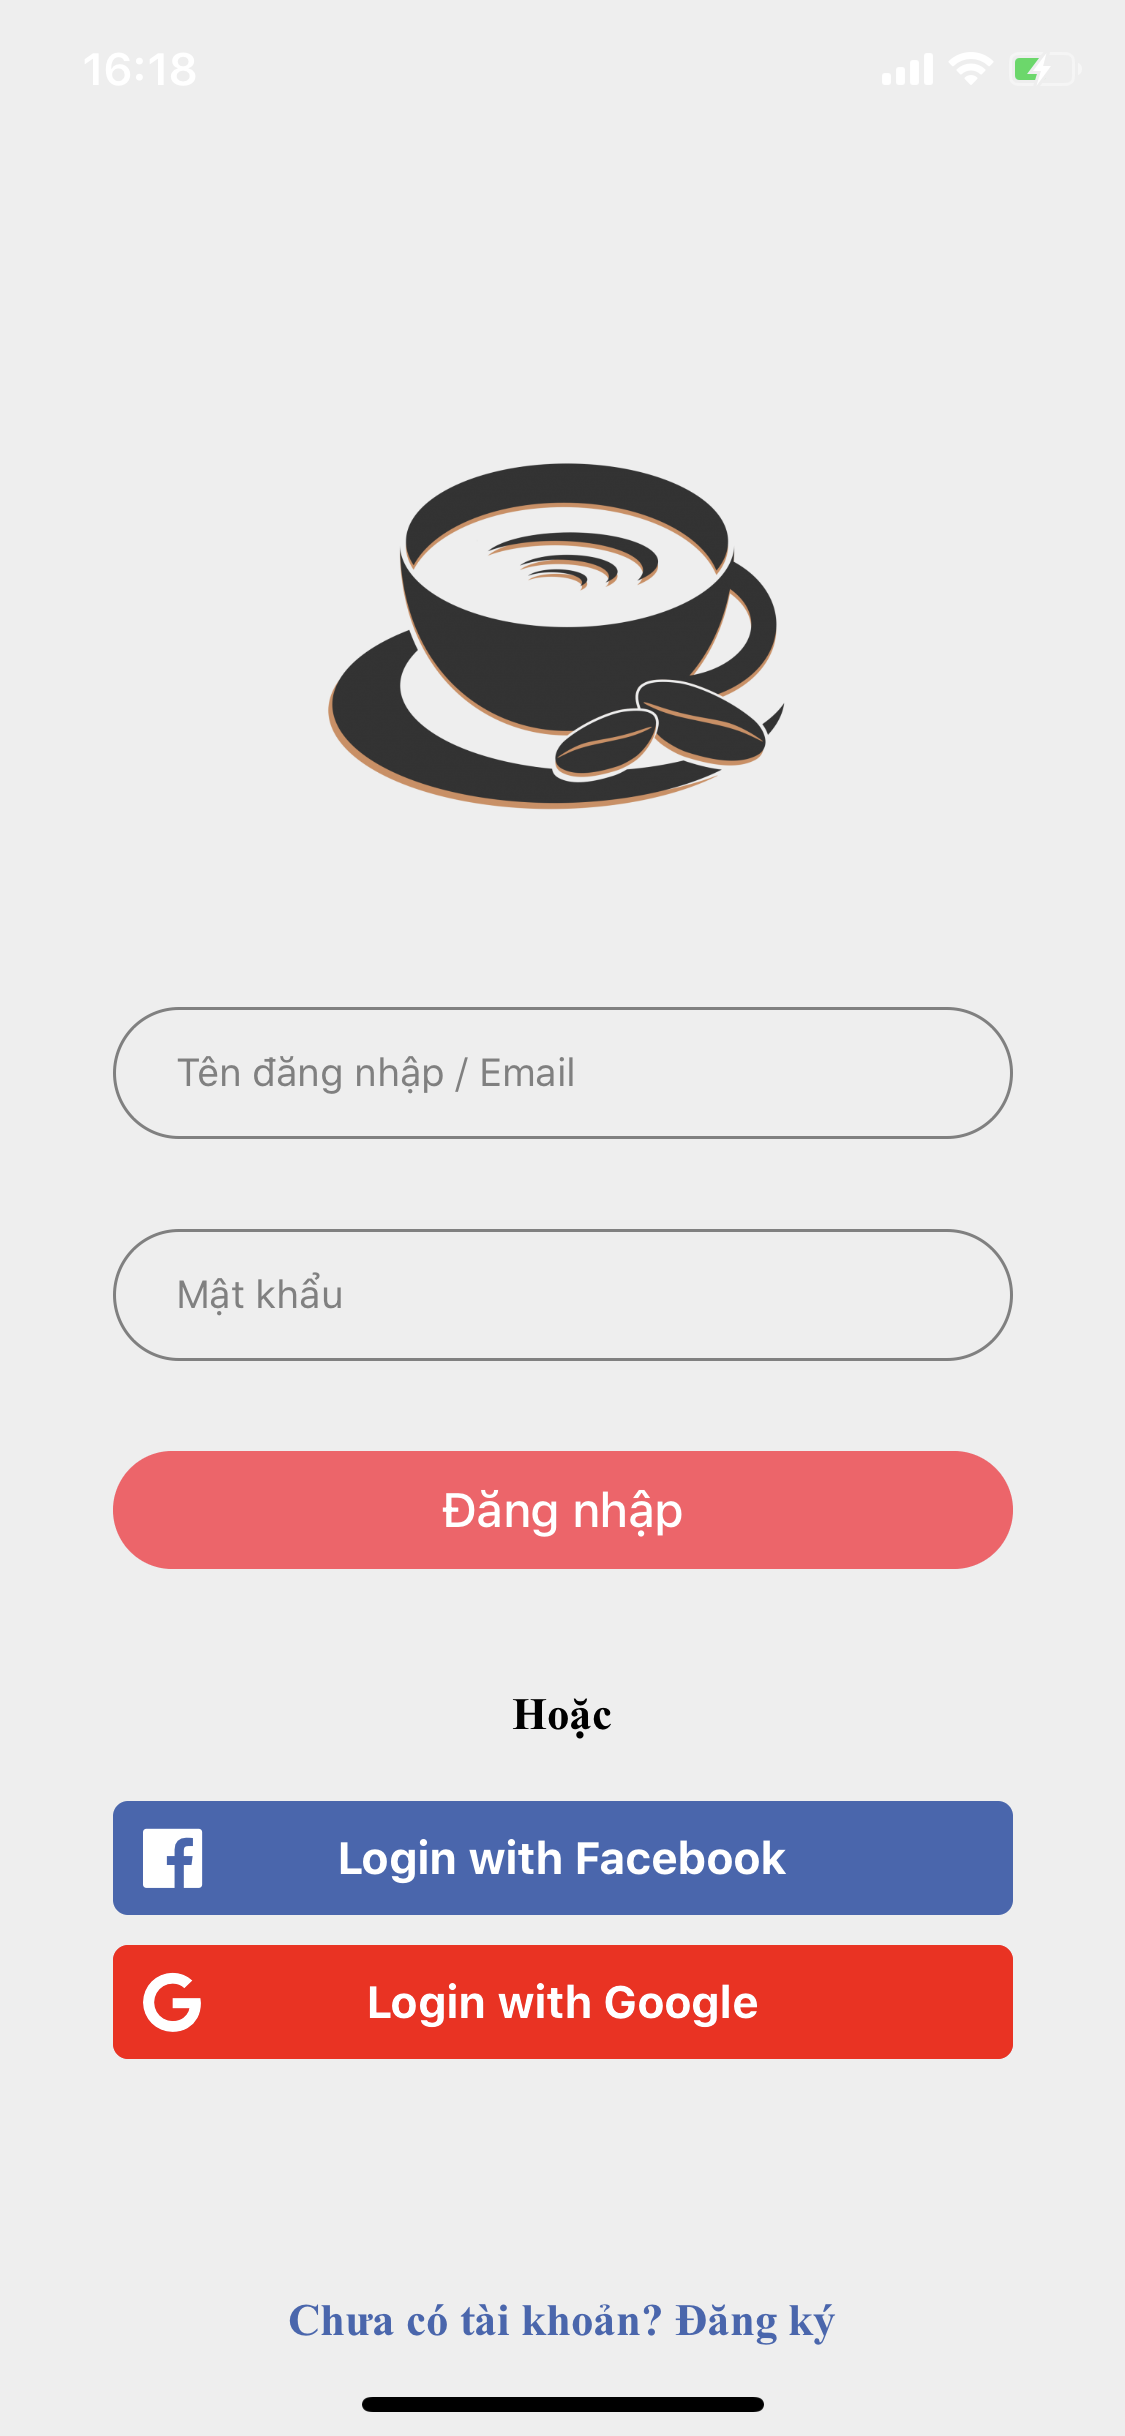 16:18
Tên đăng nhập / Email
Mật khẩu
Đăng nhập
Hoặc
Login with Facebook
Login with Google
Chưa có tài khoản? Đăng ký